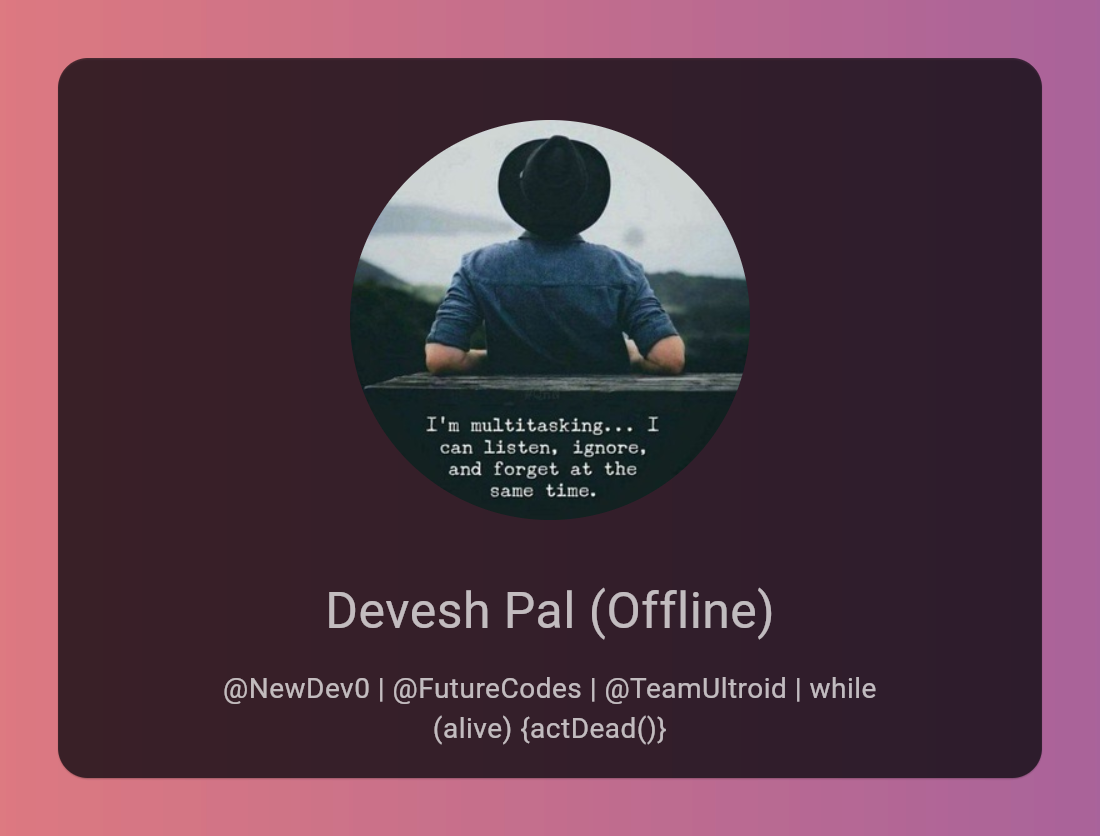 I'm multitasking... I
can listen, ignore,
and forget at the
same time.
Devesh Pal (Offline)
@NewDev0 | @FutureCodes | @TeamUltroid | while
(alive) {actDead()}